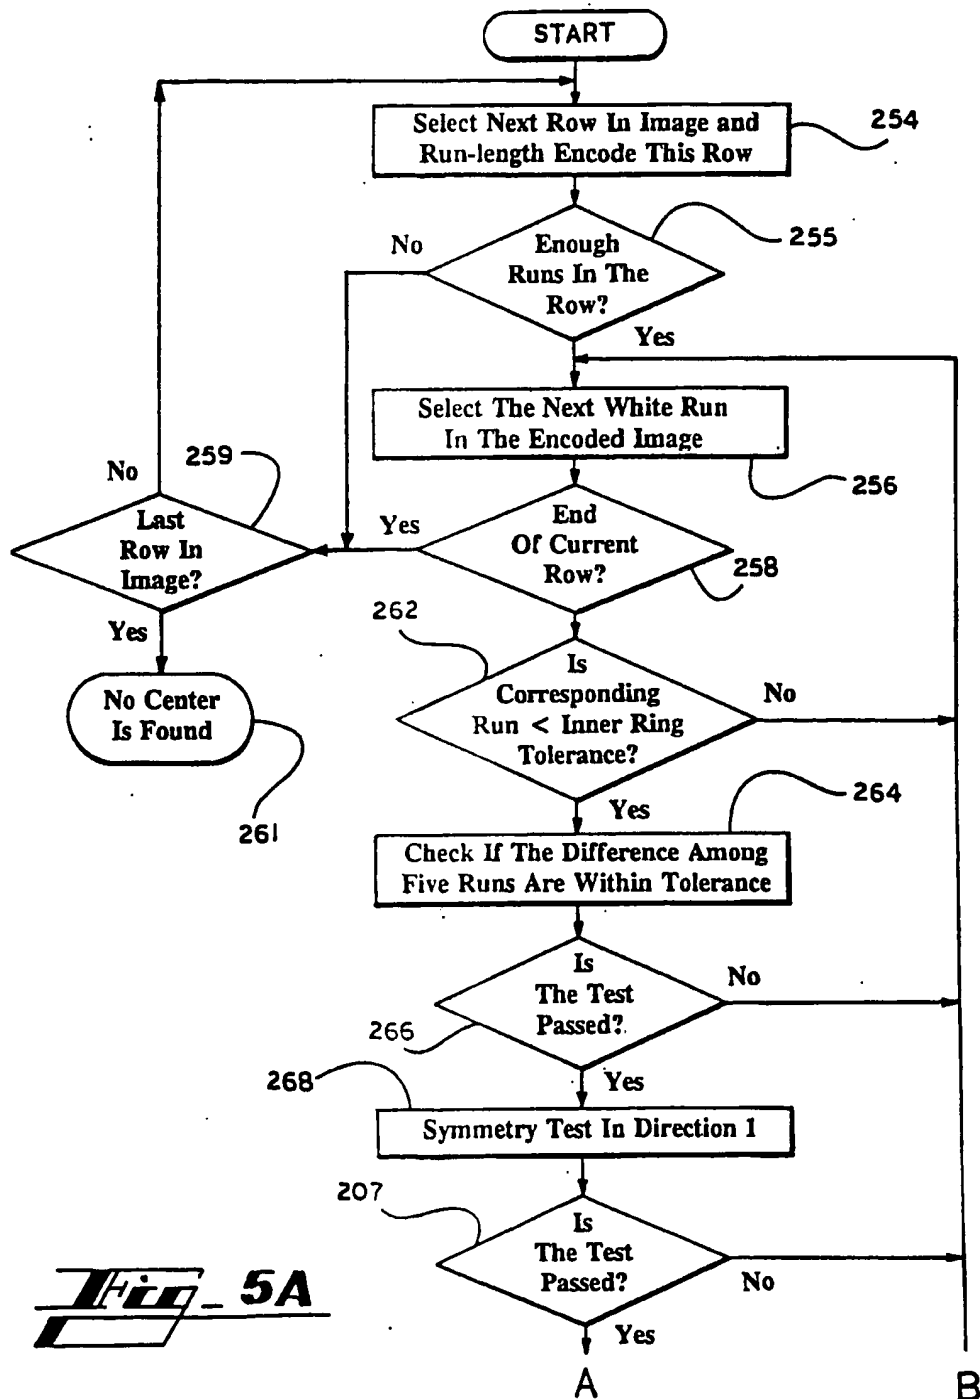 START
Select Next Row In Image and
Run-length Encode This Row
254
Enough
Runs In The
Row?
255
No
Yes
Select The Next White Run
In The Encoded Image
256
End
Of Current
Row?
258
Yes
Last
Row In
Image?
259
No
Yes
No Center
Is Found
261
Is
Corresponding
Run < Inner Ring
Tolerance?
262
No
Yes
Check If The Difference Among
Five Runs Are Within Tolerance
264
Is
The Test
Passed?
266
No
Yes
Symmetry Test In Direction 1
268
Is
The Test
Passed?
207
No
Yes
A
B
Fig_ 5A